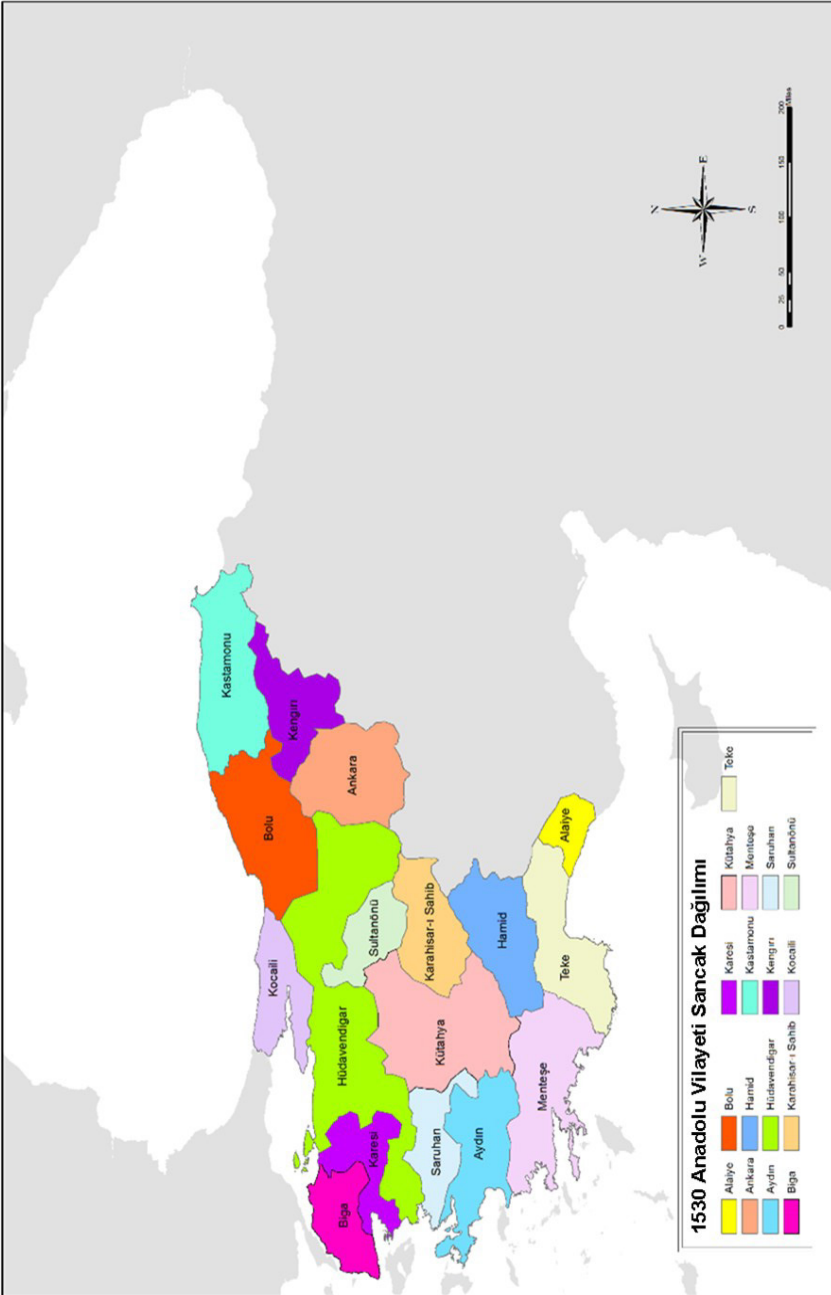 Kastamonu
Kengırı
Bolu
Ankara
Kocaili
Sultanönü
Karahisar-ı Sahib
Hüdavendigar
Kütahya
Hamid
Alaiye
Teke
Biga
Karesi
Saruhan
Aydın
Menteşe
N
W E
S
0 25 50 100 150 200
Miles
1530 Anadolu Vilayeti Sancak Dağılımı
Alaiye Bolu Karesi Kütahya Teke
Ankara Hamid Kastamonu Menteşe
Aydın Hüdavendigar Kengırı Saruhan
Biga Karahisar-ı Sahib Kocaili Sultanönü